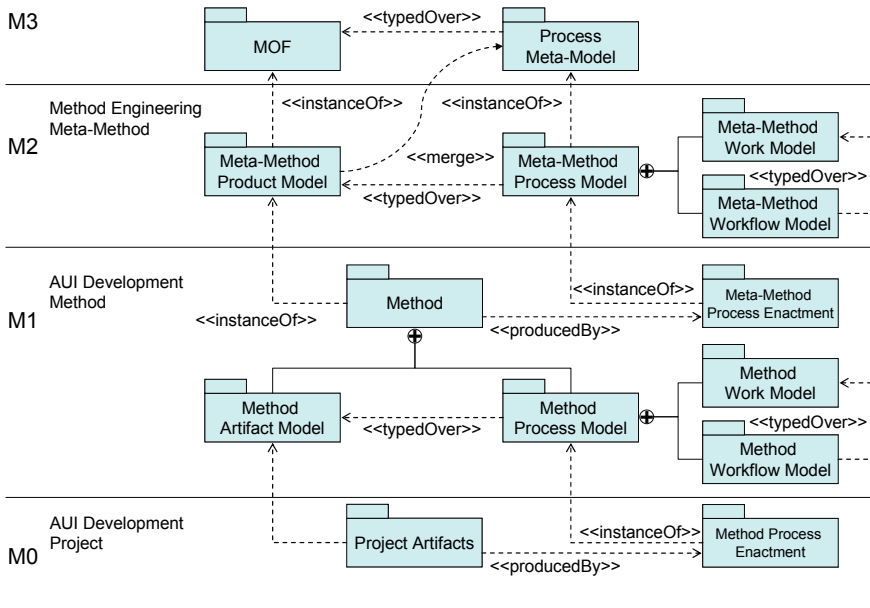 M3
MOF
<<typedOver>>
Process
Meta-Model
<<instanceOf>>
<<instanceOf>>
M2
Method Engineering
Meta-Method
Meta-Method
Product Model
<<merge>>
<<typedOver>>
Meta-Method
Process Model
Meta-Method
Work Model
<<typedOver>>
Meta-Method
Workflow Model
M1
AUI Development
Method
<<instanceOf>>
Method
<<instanceOf>>
<<producedBy>>
Meta-Method
Process Enactment
Method
Artifact Model
<<typedOver>>
Method
Process Model
Method
Work Model
<<typedOver>>
Method
Workflow Model
M0
AUI Development
Project
Project Artifacts
<<instanceOf>>
<<producedBy>>
Method Process
Enactment